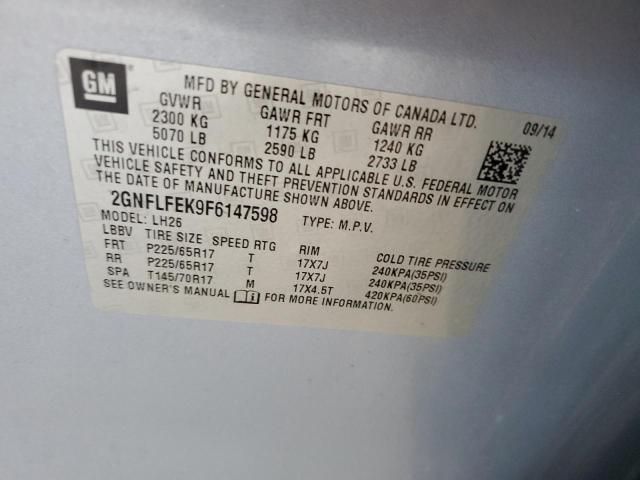 GM
MFD BY GENERAL MOTORS OF CANADA LTD.
09/14
GVWR GAWR FRT GAWR RR
2300 KG 1175 KG 1240 KG
5070 LB 2590 LB 2733 LB
THIS VEHICLE CONFORMS TO ALL APPLICABLE U.S. FEDERAL MOTOR
VEHICLE SAFETY AND THEFT PREVENTION STANDARDS IN EFFECT ON
THE DATE OF MANUFACTURE SHOWN ABOVE.
2GNFLFEK9F6147598 TYPE: M.P.V.
MODEL: LH26
LBBV TIRE SIZE SPEED RTG RIM COLD TIRE PRESSURE
FRT P225/65R17 T 17X7J 240KPA(35PSI)
RR P225/65R17 T 17X7J 240KPA(35PSI)
SPA T145/70R17 M 17X4.5T 420KPA(60PSI)
SEE OWNER'S MANUAL FOR MORE INFORMATION.